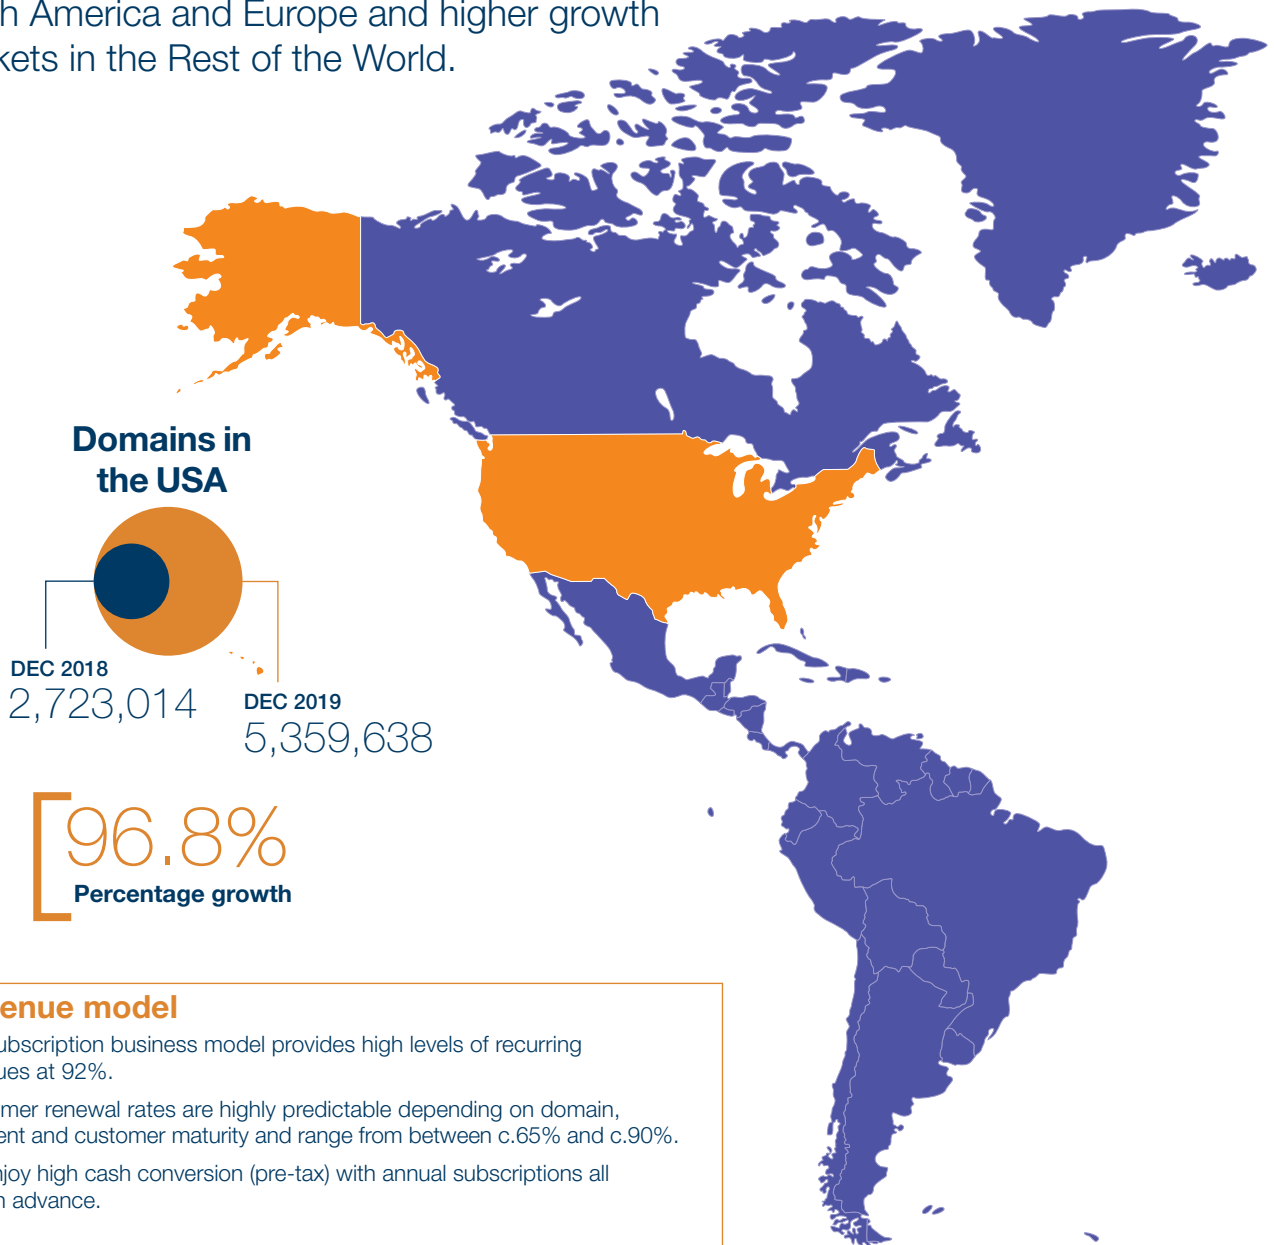 h America and Europe and higher growth
kets in the Rest of the World.
Domains in
the USA
DEC 2018
2,723,014
DEC 2019
5,359,638
96.8%
Percentage growth
enue model
ubscription business model provides high levels of recurring
ues at 92%.
mer renewal rates are highly predictable depending on domain,
ent and customer maturity and range from between c.65% and c.90%.
njoy high cash conversion (pre-tax) with annual subscriptions all
n advance.